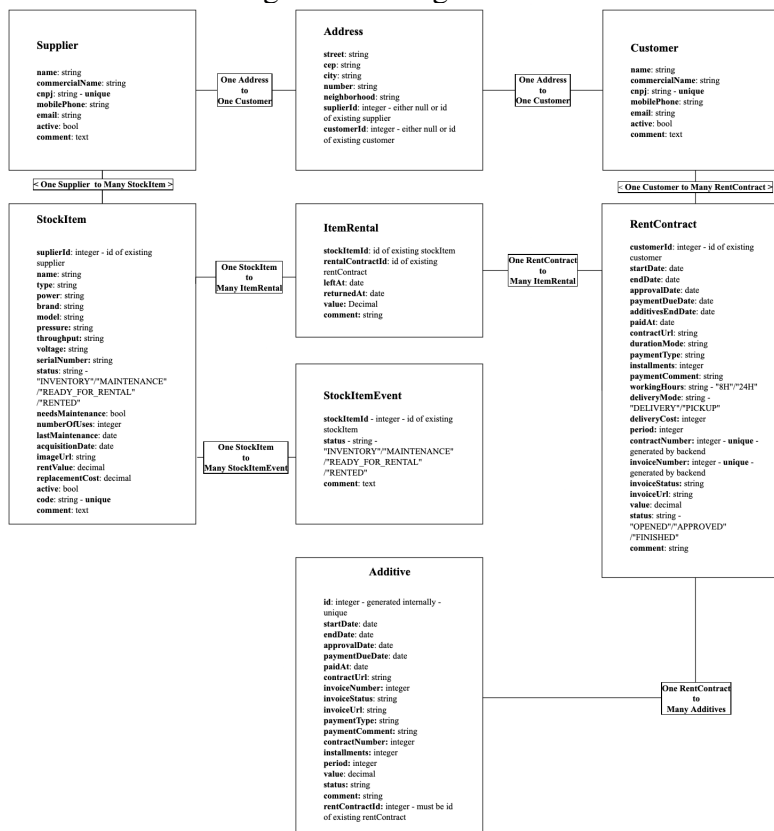 Supplier
name: string
commercialName: string
cnpj: string - unique
mobilePhone: string
email: string
active: bool
comment: text
One Address
to
One Customer
Address
street: string
cep: string
city: string
number: string
neighborhood: string
suplierId: integer - either null or id
of existing supplier
customerId: integer - either null or id
of existing customer
One Address
to
One Customer
Customer
name: string
commercialName: string
cnpj: string - unique
mobilePhone: string
email: string
active: bool
comment: text
< One Supplier to Many StockItem >
< One Customer to Many RentContract >
StockItem
suplierId: integer - id of existing
supplier
name: string
type: string
power: string
brand: string
model: string
pressure: string
throughput: string
voltage: string
serialNumber: string
status: string -
"INVENTORY"/"MAINTENANCE"
/"READY_FOR_RENTAL"
/"RENTED"
needsMaintenance: bool
numberOfUses: integer
lastMaintenance: date
acquisitionDate: date
imageUrl: string
rentValue: decimal
replacementCost: decimal
active: bool
code: string - unique
comment: text
One StockItem
to
Many ItemRental
ItemRental
stockItemId: id of existing stockItem
rentalContractId: id of existing
rentContract
leftAt: date
returnedAt: date
value: Decimal
comment: string
One RentContract
to
Many ItemRental
RentContract
customerId: integer - id of existing
customer
startDate: date
endDate: date
approvalDate: date
paymentDueDate: date
additivesEndDate: date
paidAt: date
contractUrl: string
durationMode: string
paymentType: string
installments: integer
paymentComment: string
workingHours: string - "8H"/"24H"
deliveryMode: string -
"DELIVERY"/"PICKUP"
deliveryCost: integer
period: integer
contractNumber: integer - unique -
generated by backend
invoiceNumber: integer - unique -
generated by backend
invoiceStatus: string
invoiceUrl: string
value: decimal
status: string -
"OPENED"/"APPROVED"
/"FINISHED"
comment: string
One StockItem
to
Many StockItemEvent
StockItemEvent
stockItemId - integer - id of existing
stockItem
status - string -
"INVENTORY"/"MAINTENANCE"
/"READY_FOR_RENTAL"
/"RENTED"
comment: text
Additive
id: integer - generated internally -
unique
startDate: date
endDate: date
approvalDate: date
paymentDueDate: date
paidAt: date
contractUrl: string
invoiceNumber: integer
invoiceStatus: string
invoiceUrl: string
paymentType: string
paymentComment: string
contractNumber: integer
installments: integer
period: integer
value: decimal
status: string
comment: string
rentContractId: integer - must be id
of existing rentContract
One RentContract
to
Many Additives